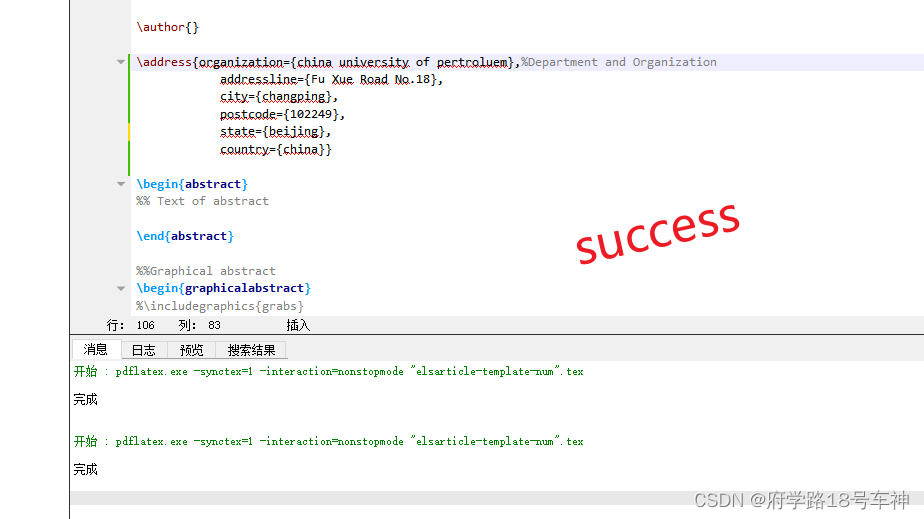 \author{}
\address{organization={china university of pertroluem},%Department and Organization
addressline={Fu Xue Road No.18},
city={changping},
postcode={102249},
state={beijing},
country={china}}
\begin{abstract}
%% Text of abstract
success
\end{abstract}
%%Graphical abstract
\begin{graphicalabstract}
%\includegraphics{grabs}
行: 106 列: 83 插入
消息 日志 预览 搜索结果
开始 : pdflatex.exe -synctex=1 -interaction=nonstopmode "elsarticle-template-num".tex
完成
开始 : pdflatex.exe -synctex=1 -interaction=nonstopmode "elsarticle-template-num".tex
完成
CSDN @府学路18号车神